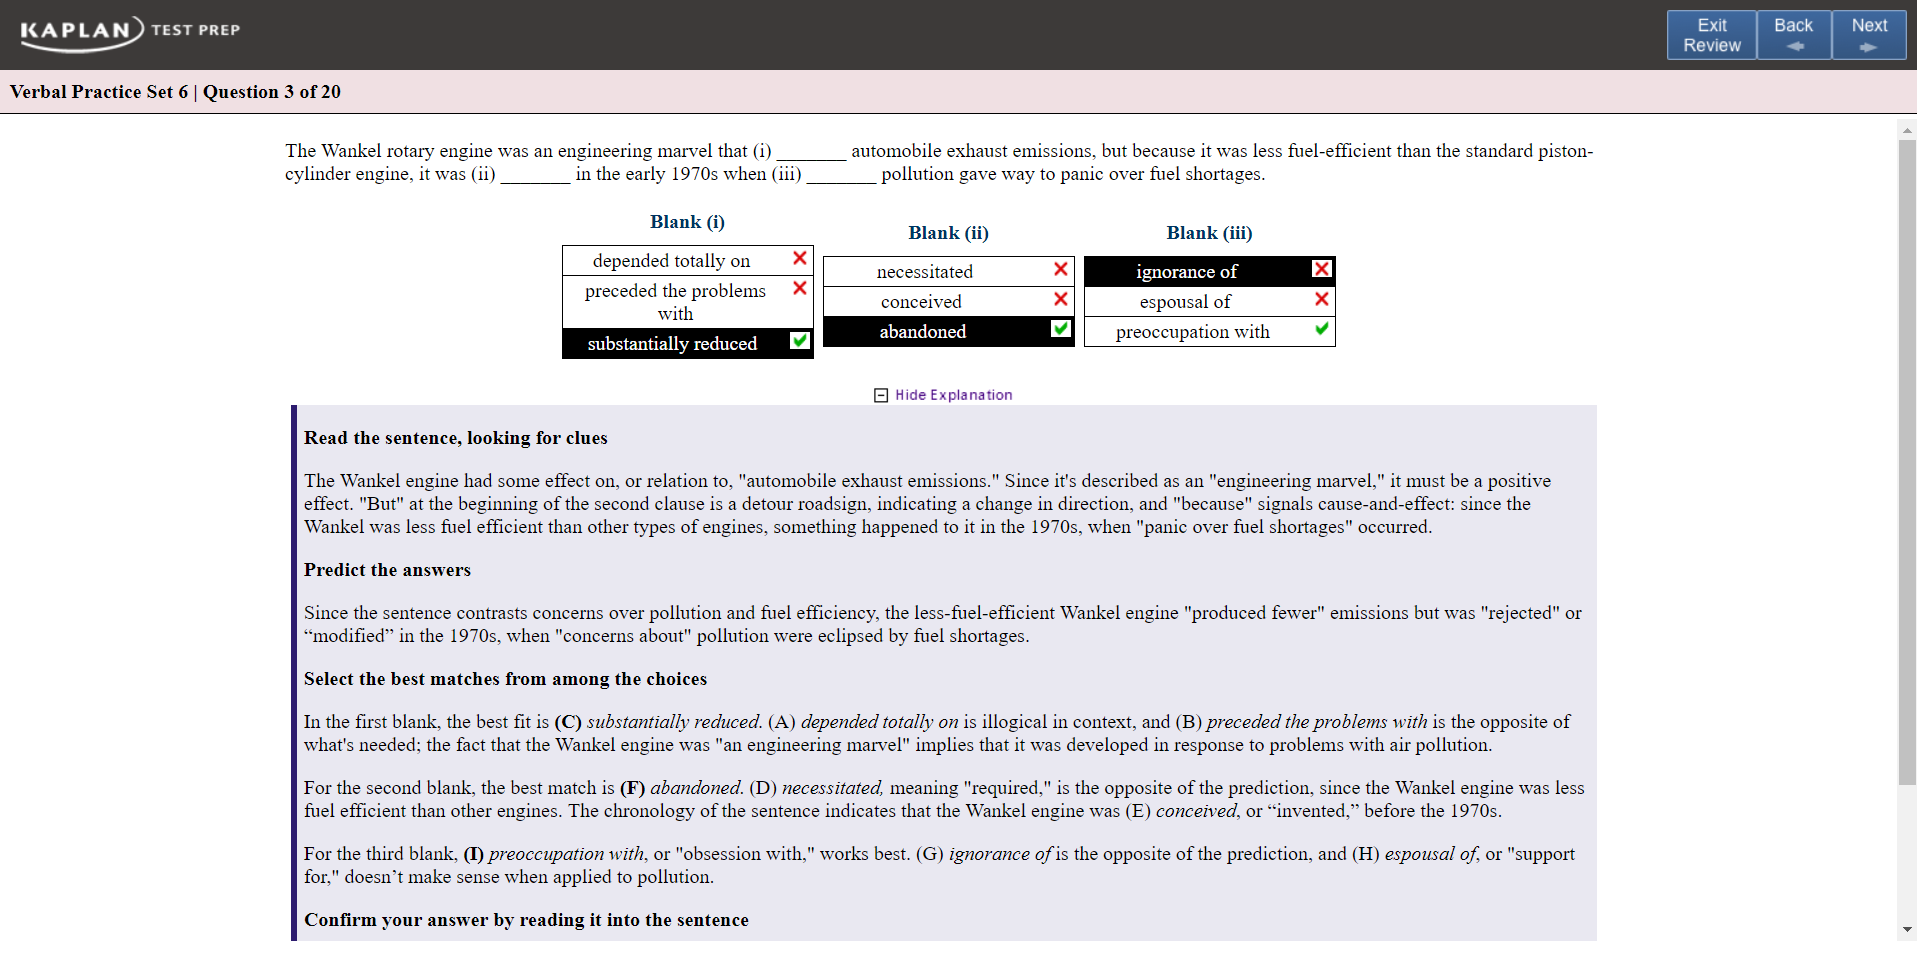 KAPLAN TEST PREP
Exit Review
Back
Next
Verbal Practice Set 6 | Question 3 of 20
The Wankel rotary engine was an engineering marvel that (i) _______ automobile exhaust emissions, but because it was less fuel-efficient than the standard piston-
cylinder engine, it was (ii) _______ in the early 1970s when (iii) _______ pollution gave way to panic over fuel shortages.
Blank (i)
depended totally on
preceded the problems
with
substantially reduced
Blank (ii)
necessitated
conceived
abandoned
Blank (iii)
ignorance of
espousal of
preoccupation with
Hide Explanation
Read the sentence, looking for clues
The Wankel engine had some effect on, or relation to, "automobile exhaust emissions." Since it's described as an "engineering marvel," it must be a positive
effect. "But" at the beginning of the second clause is a detour roadsign, indicating a change in direction, and "because" signals cause-and-effect: since the
Wankel was less fuel efficient than other types of engines, something happened to it in the 1970s, when "panic over fuel shortages" occurred.
Predict the answers
Since the sentence contrasts concerns over pollution and fuel efficiency, the less-fuel-efficient Wankel engine "produced fewer" emissions but was "rejected" or
“modified” in the 1970s, when "concerns about" pollution were eclipsed by fuel shortages.
Select the best matches from among the choices
In the first blank, the best fit is (C) substantially reduced. (A) depended totally on is illogical in context, and (B) preceded the problems with is the opposite of
what's needed; the fact that the Wankel engine was "an engineering marvel" implies that it was developed in response to problems with air pollution.
For the second blank, the best match is (F) abandoned. (D) necessitated, meaning "required," is the opposite of the prediction, since the Wankel engine was less
fuel efficient than other engines. The chronology of the sentence indicates that the Wankel engine was (E) conceived, or “invented,” before the 1970s.
For the third blank, (I) preoccupation with, or "obsession with," works best. (G) ignorance of is the opposite of the prediction, and (H) espousal of, or "support
for," doesn’t make sense when applied to pollution.
Confirm your answer by reading it into the sentence